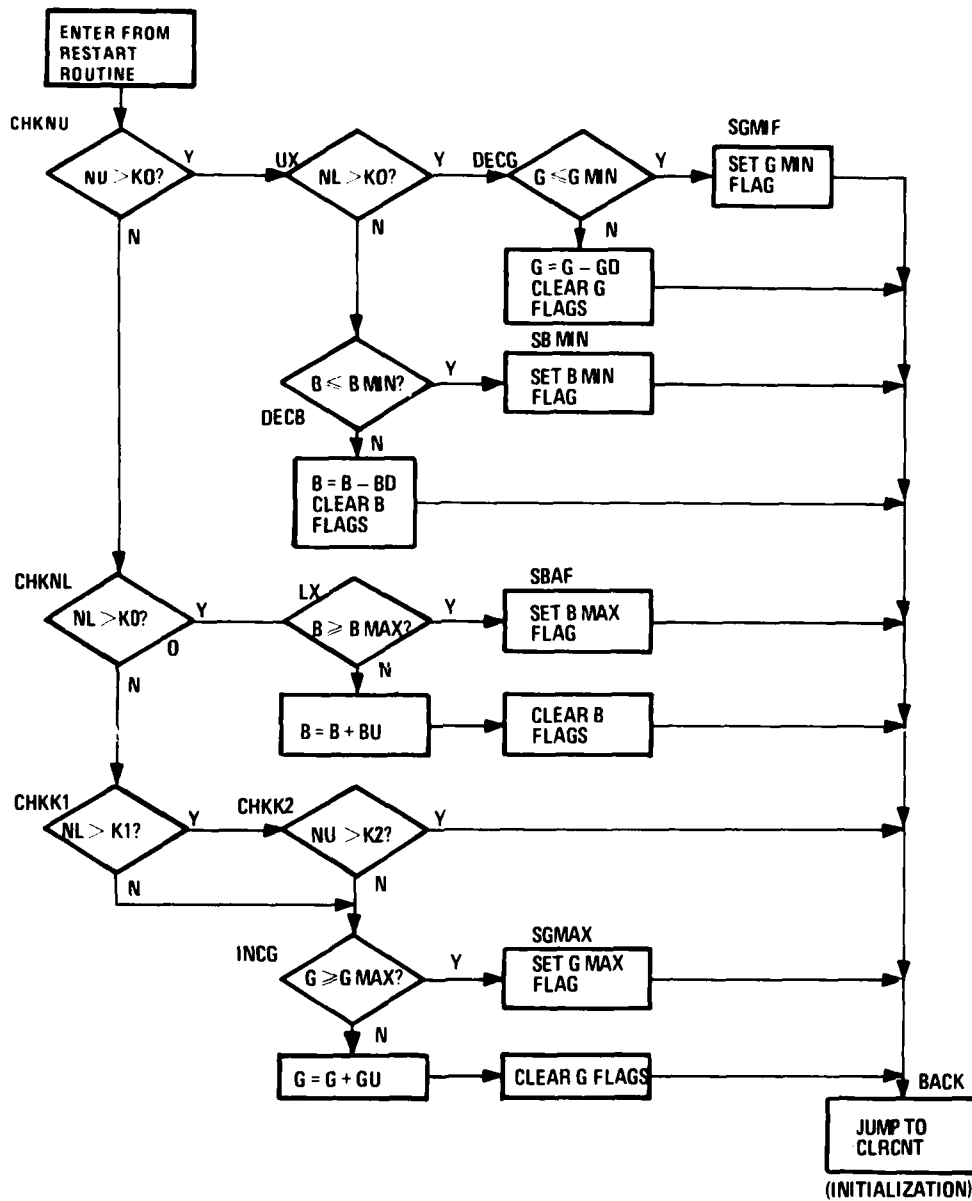 ENTER FROM
RESTART
ROUTINE
CHKNU
NU >K0?
Y
N
UX
NL >K0?
Y
N
DECG
G ≤G MIN
Y
N
SGMIF
SET G MIN
FLAG
G = G – GD
CLEAR G
FLAGS
B ≤ B MIN?
Y
DECB
N
SB MIN
SET B MIN
FLAG
B = B – BD
CLEAR B
FLAGS
CHKNL
NL >K0?
Y
0
N
LX
B ≥ B MAX?
Y
N
SBAF
SET B MAX
FLAG
B = B + BU
CLEAR B
FLAGS
CHKK1
NL > K1?
Y
N
CHKK2
NU >K2?
Y
N
INCG
G ≥G MAX?
Y
N
SGMAX
SET G MAX
FLAG
G = G + GU
CLEAR G FLAGS
BACK
JUMP TO
CLRCNT
(INITIALIZATION)